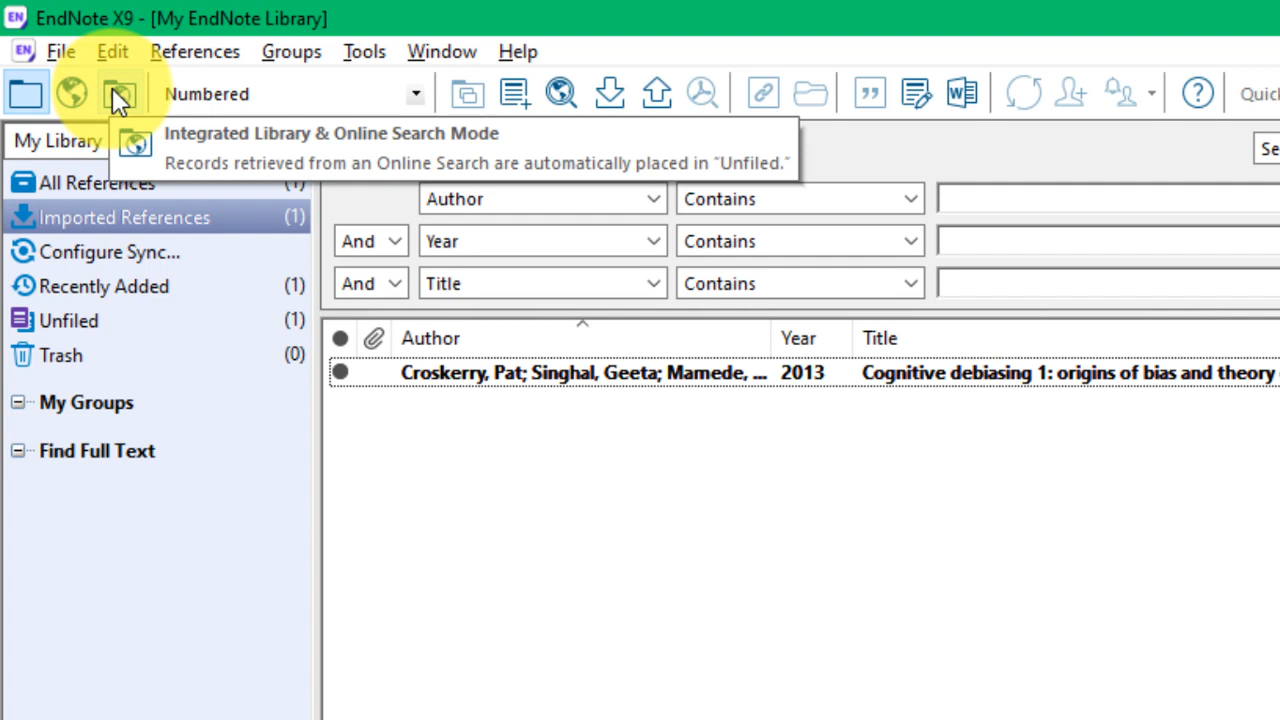 EN EndNote X9 - [My EndNote Library]
EN File Edit References Groups Tools Window Help
Numbered
Quic
Integrated Library & Online Search Mode
Records retrieved from an Online Search are automatically placed in "Unfiled."
My Library
Se
All References (1)
Author Contains
Imported References (1)
And Year Contains
Configure Sync...
And Title Contains
Recently Added (1)
Unfiled (1)
Author Year Title
Trash (0)
Croskerry, Pat; Singhal, Geeta; Mamede, ... 2013 Cognitive debiasing 1: origins of bias and theory
My Groups
Find Full Text